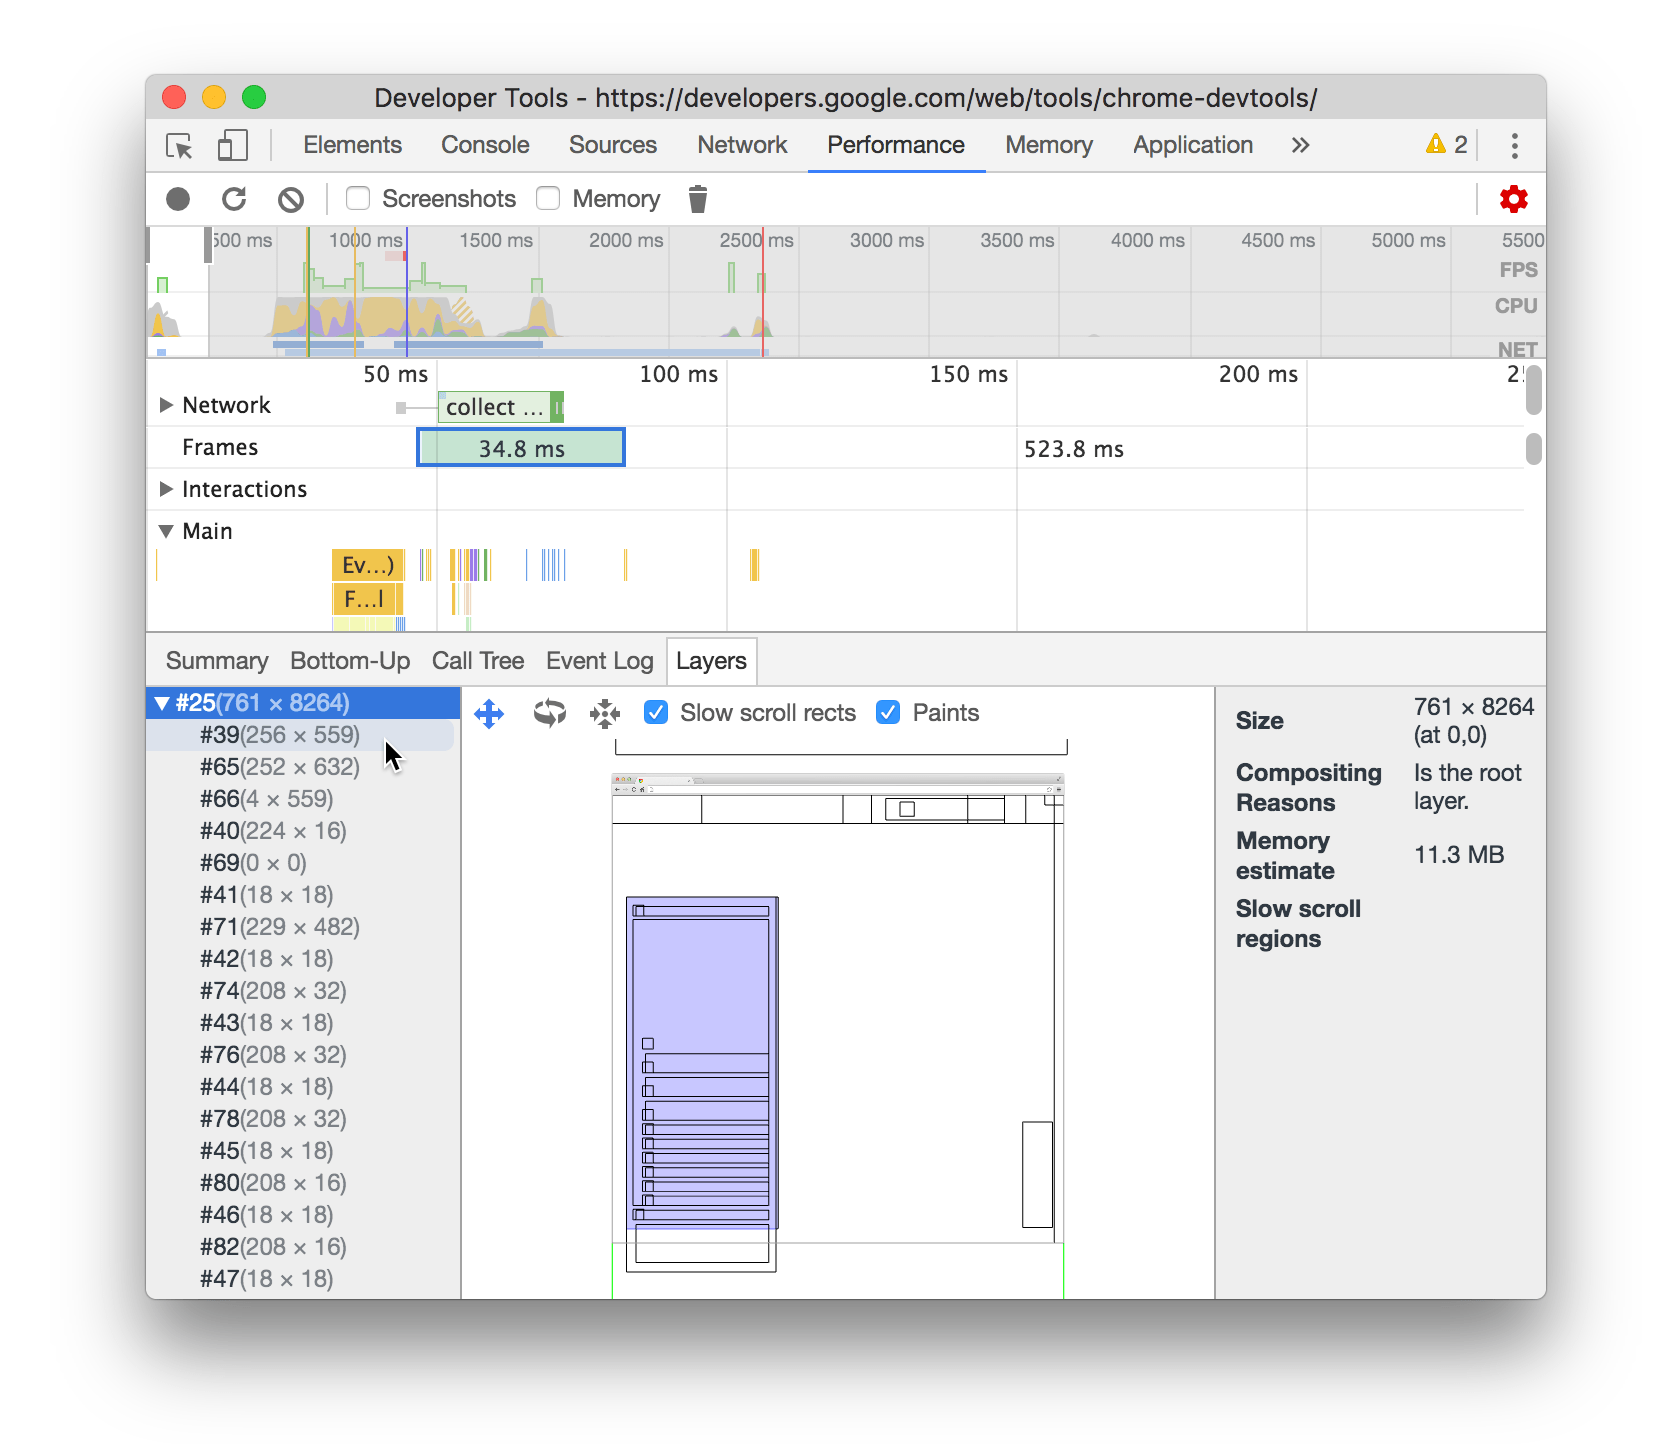 Developer Tools - https://developers.google.com/web/tools/chrome-devtools/
Elements Console Sources Network Performance Memory Application » 2
Screenshots Memory
500 ms 1000 ms 1500 ms 2000 ms 2500 ms 3000 ms 3500 ms 4000 ms 4500 ms 5000 ms 5500
FPS
CPU
NET
50 ms 100 ms 150 ms 200 ms
Network collect ...
Frames 34.8 ms 523.8 ms
Interactions
Main
Ev...)
F...l
Summary Bottom-Up Call Tree Event Log Layers
#25(761 × 8264)
#39(256 × 559)
#65(252 × 632)
#66(4 × 559)
#40(224 × 16)
#69(0 × 0)
#41(18 × 18)
#71(229 × 482)
#42(18 × 18)
#74(208 × 32)
#43(18 × 18)
#76(208 × 32)
#44(18 × 18)
#78(208 × 32)
#45(18 × 18)
#80(208 × 16)
#46(18 × 18)
#82(208 × 16)
#47(18 × 18)
Slow scroll rects Paints
Size 761 × 8264
(at 0,0)
Compositing Is the root
Reasons layer.
Memory
estimate 11.3 MB
Slow scroll
regions